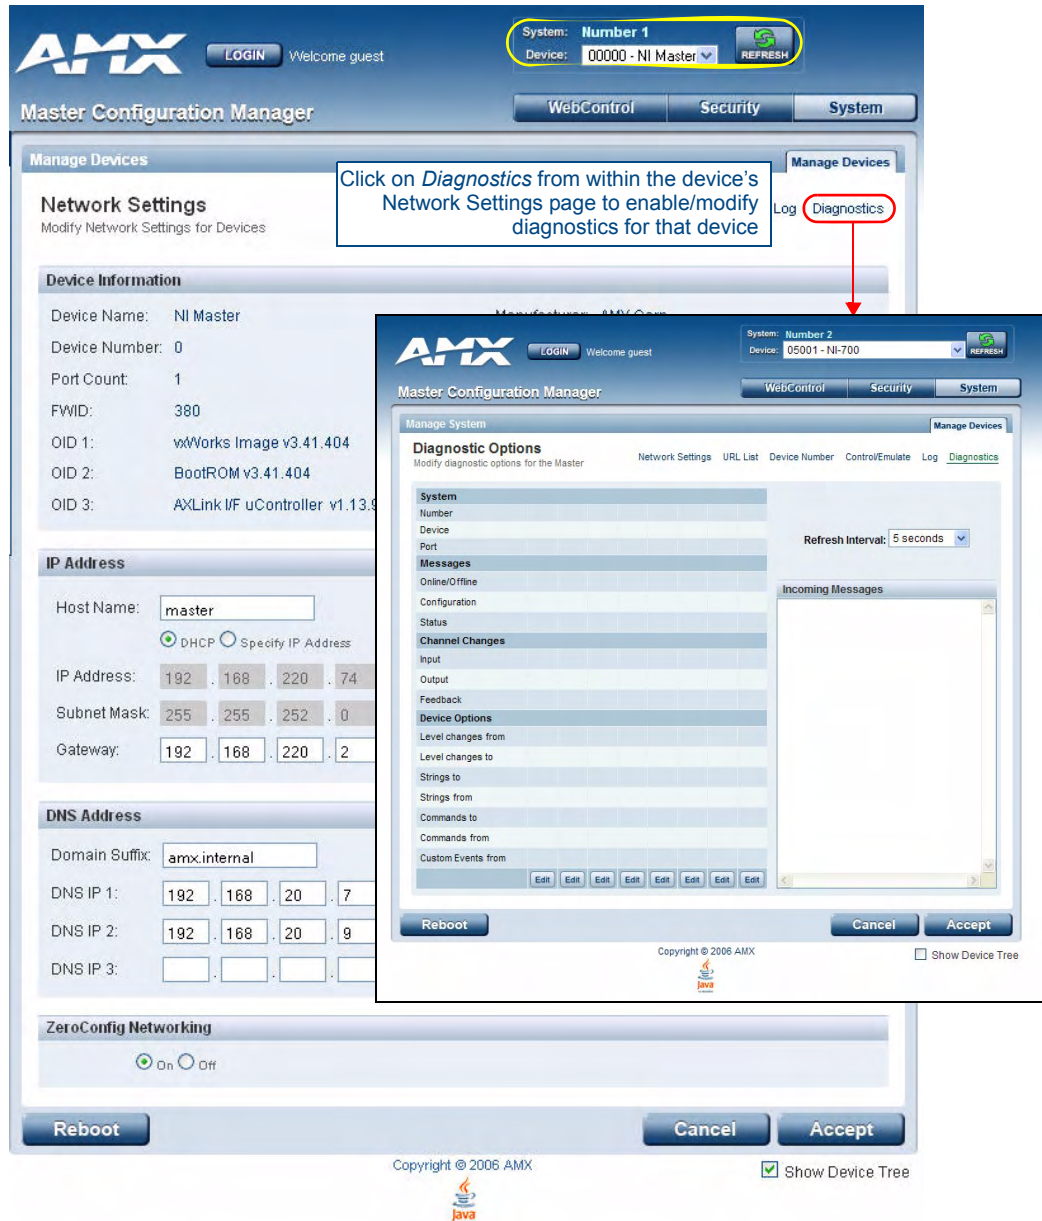 AMX
LOGIN Welcome guest
System: Number 1
Device: 00000 - NI Master
REFRESH
Master Configuration Manager
WebControl Security System
Manage Devices
Manage Devices
Network Settings
Modify Network Settings for Devices
Click on Diagnostics from within the device's
Network Settings page to enable/modify
diagnostics for that device
Log Diagnostics
Device Information
Device Name: NI Master
Manufacturer: AMX Corp
Device Number: 0
Port Count: 1
FWID: 380
OID 1: vxWorks Image v3.41.404
OID 2: BootROM v3.41.404
OID 3: AXLink I/F uController v1.13.9
IP Address
Host Name: master
DHCP Specify IP Address
IP Address: 192 . 168 . 220 . 74
Subnet Mask: 255 . 255 . 252 . 0
Gateway: 192 . 168 . 220 . 2
DNS Address
Domain Suffix: amx.internal
DNS IP 1: 192 . 168 . 20 . 7
DNS IP 2: 192 . 168 . 20 . 9
DNS IP 3: . . .
ZeroConfig Networking
On Off
Reboot
Cancel Accept
Copyright © 2006 AMX
Show Device Tree
Java
AMX
LOGIN Welcome guest
System: Number 2
Device: 05001 - NI-700
REFRESH
Master Configuration Manager
WebControl Security System
Manage System
Manage Devices
Diagnostic Options
Modify diagnostic options for the Master
Network Settings URL List Device Number Control/Emulate Log Diagnostics
System
Number
Device
Port
Messages
Online/Offline
Configuration
Status
Channel Changes
Input
Output
Feedback
Device Options
Level changes from
Level changes to
Strings to
Strings from
Commands to
Commands from
Custom Events from
Edit Edit Edit Edit Edit Edit Edit Edit
Refresh Interval: 5 seconds
Incoming Messages
Reboot
Cancel Accept
Copyright © 2006 AMX
Show Device Tree
Java